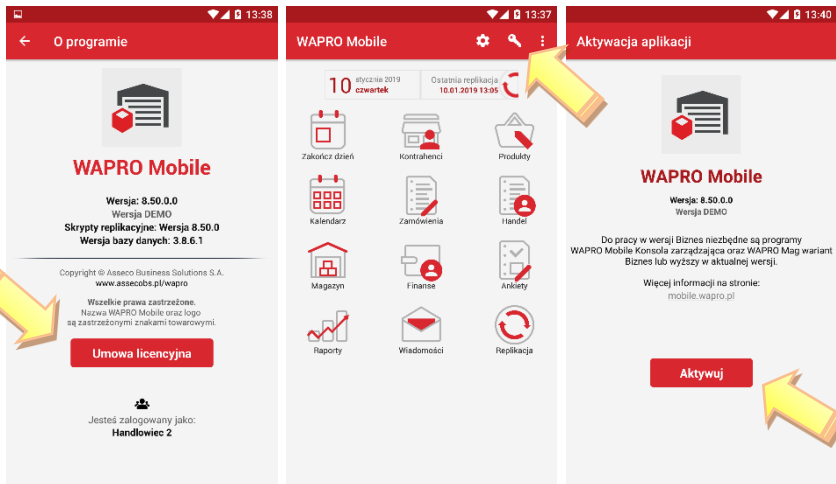 13:38
O programie
WAPRO Mobile
Wersja: 8.50.0.0
Wersja DEMO
Skrypty replikacyjne: Wersja 8.50.0
Wersja bazy danych: 3.8.6.1
Copyright © Asseco Business Solutions S.A.
www.assecobs.pl/wapro
Wszelkie prawa zastrzeżone.
Nazwa WAPRO Mobile oraz logo
są zastrzeżonymi znakami towarowymi.
Umowa licencyjna
Jesteś zalogowany jako:
Handlowiec 2
13:37
WAPRO Mobile
10 stycznia 2019
czwartek
Ostatnia replikacja
10.01.2019 13:05
Zakończ dzień
Kontrahenci
Produkty
Kalendarz
Zamówienia
Handel
Magazyn
Finanse
Ankiety
Raporty
Wiadomości
Replikacja
13:40
Aktywacja aplikacji
WAPRO Mobile
Wersja: 8.50.0.0
Wersja DEMO
Do pracy w wersji Biznes niezbędne są programy
WAPRO Mobile Konsola zarządzająca oraz WAPRO Mag wariant
Biznes lub wyższy w aktualnej wersji.
Więcej informacji na stronie:
mobile.wapro.pl
Aktywuj